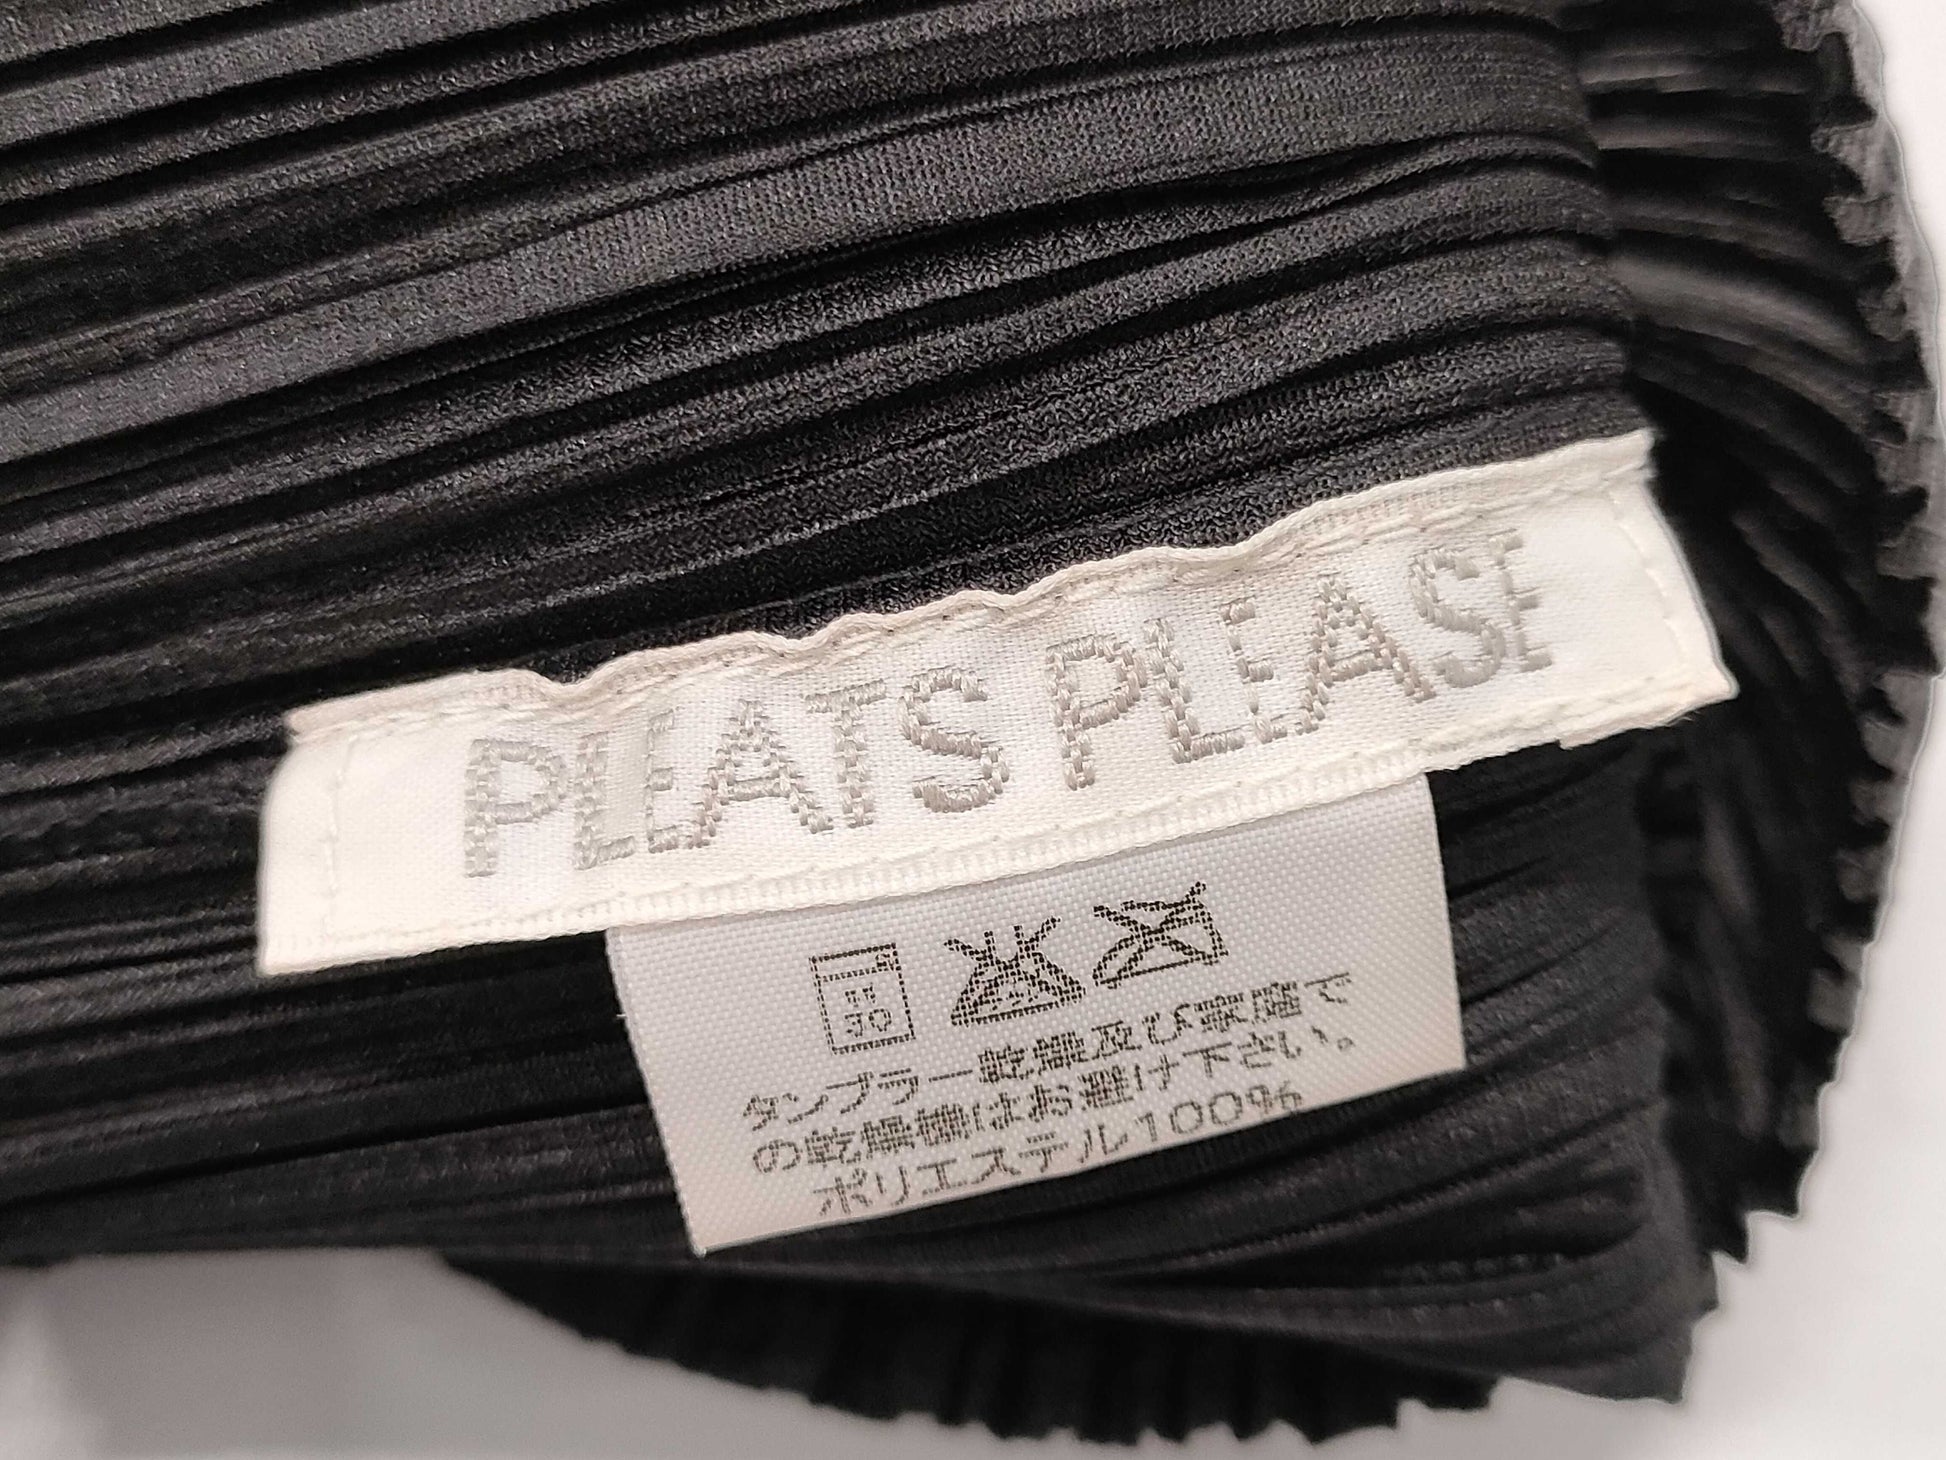 PLEATS PLEASE
タンブラー乾燥及び家庭で
の乾燥機はお避け下さい。
ポリエステル100%